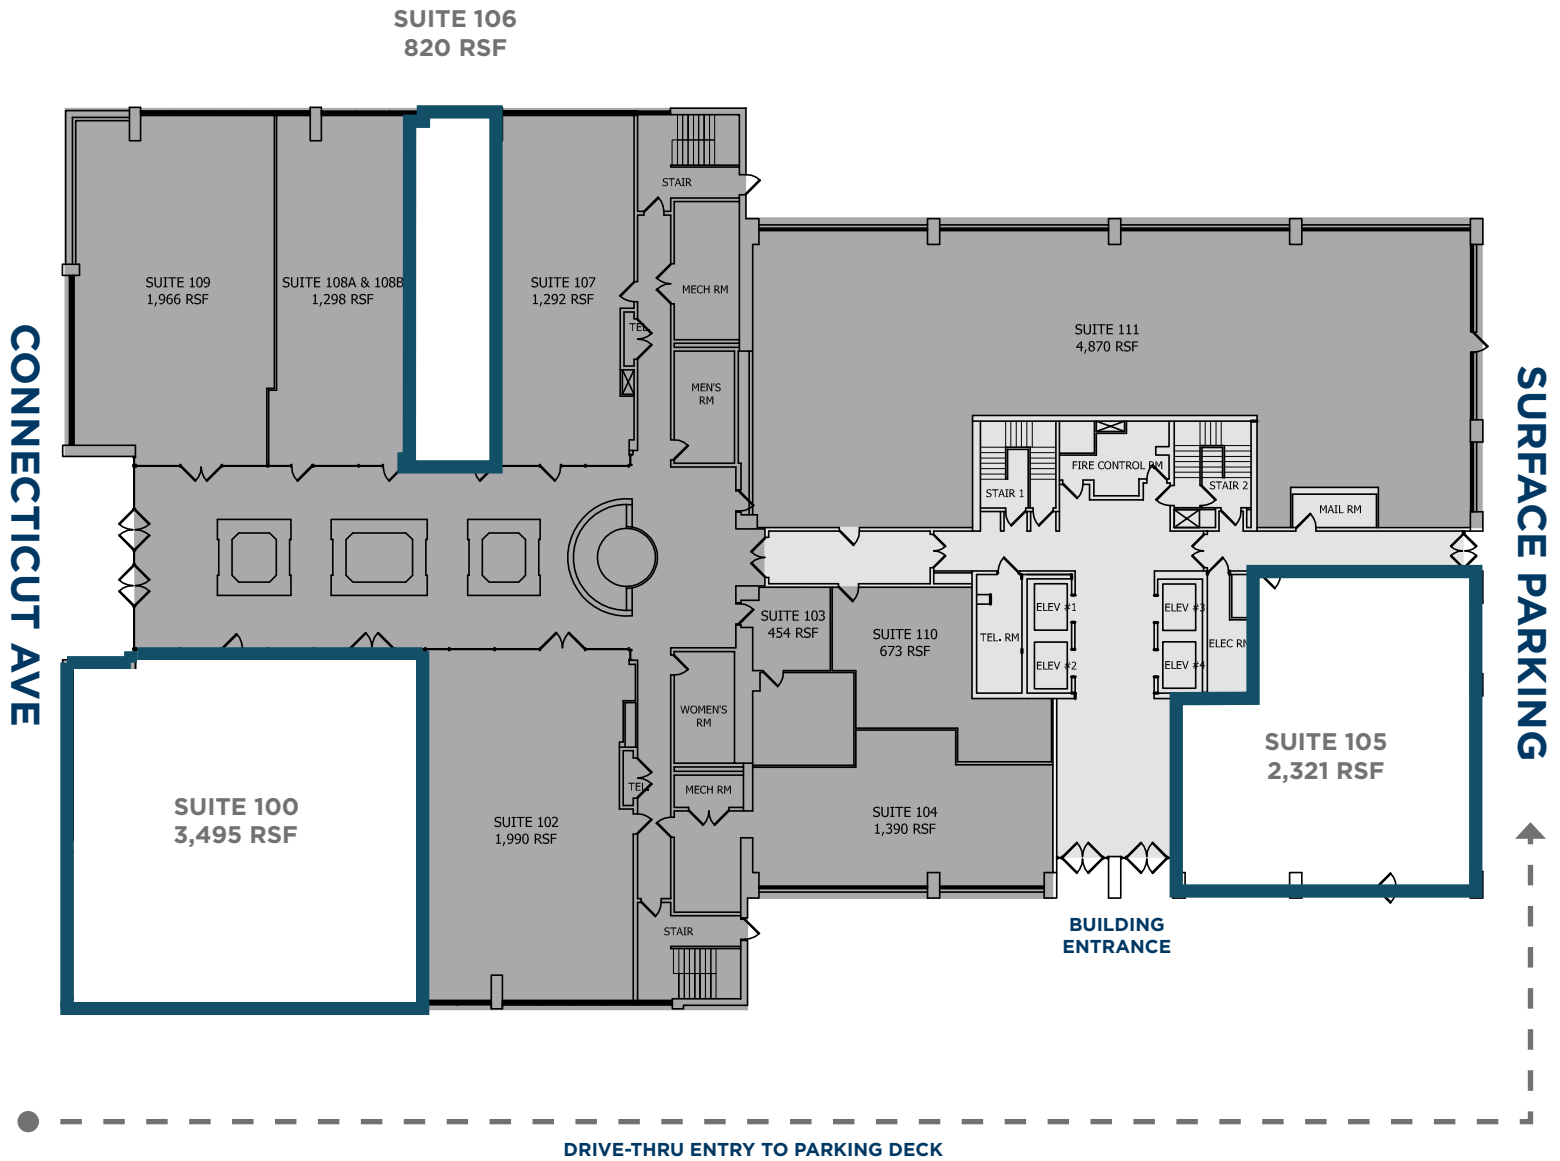 SUITE 106
820 RSF
STAIR
SUITE 109
1,966 RSF
SUITE 108A & 108B
1,298 RSF
SUITE 107
1,292 RSF
MECH RM
TEL
SUITE 111
4,870 RSF
MEN'S
RM
CONNECTICUT AVE
SURFACE PARKING
FIRE CONTROL RM
STAIR 1
STAIR 2
MAIL RM
ELEV #1
ELEV #3
SUITE 103
454 RSF
SUITE 110
673 RSF
TEL. RM
ELEC RM
ELEV #2
ELEV #4
WOMEN'S
RM
SUITE 105
2,321 RSF
TEL
MECH RM
SUITE 100
3,495 RSF
SUITE 102
1,990 RSF
SUITE 104
1,390 RSF
STAIR
BUILDING
ENTRANCE
DRIVE-THRU ENTRY TO PARKING DECK